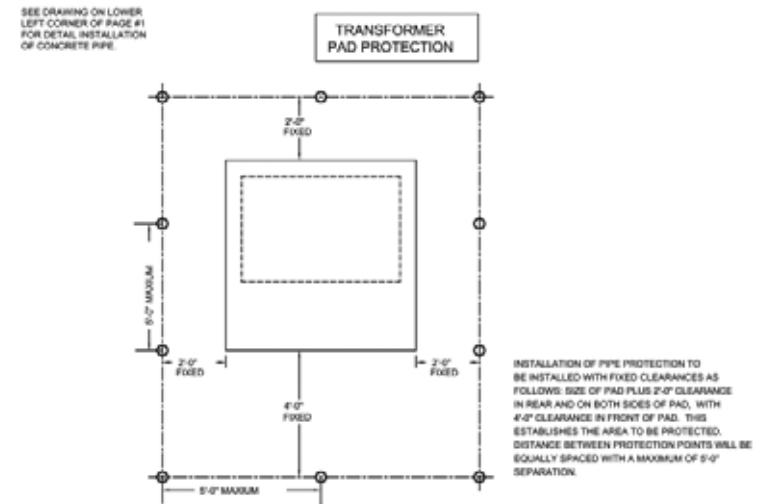 SEE DRAWING ON LOWER
LEFT CORNER OF PAGE #1
FOR DETAIL INSTALLATION
OF CONCRETE PIPE.
TRANSFORMER
PAD PROTECTION
2'-0"
FIXED
5'-0" MAXIUM
2'-0"
FIXED
2'-0"
FIXED
4'-0"
FIXED
5'-0" MAXIUM
INSTALLATION OF PIPE PROTECTION TO
BE INSTALLED WITH FIXED CLEARANCES AS
FOLLOWS: SIZE OF PAD PLUS 2'-0" CLEARANCE
IN REAR AND ON BOTH SIDES OF PAD, WITH
4'-0" CLEARANCE IN FRONT OF PAD. THIS
ESTABLISHES THE AREA TO BE PROTECTED.
DISTANCE BETWEEN PROTECTION POINTS WILL BE
EQUALLY SPACED WITH A MAXIMUM OF 5'-0"
SEPARATION.